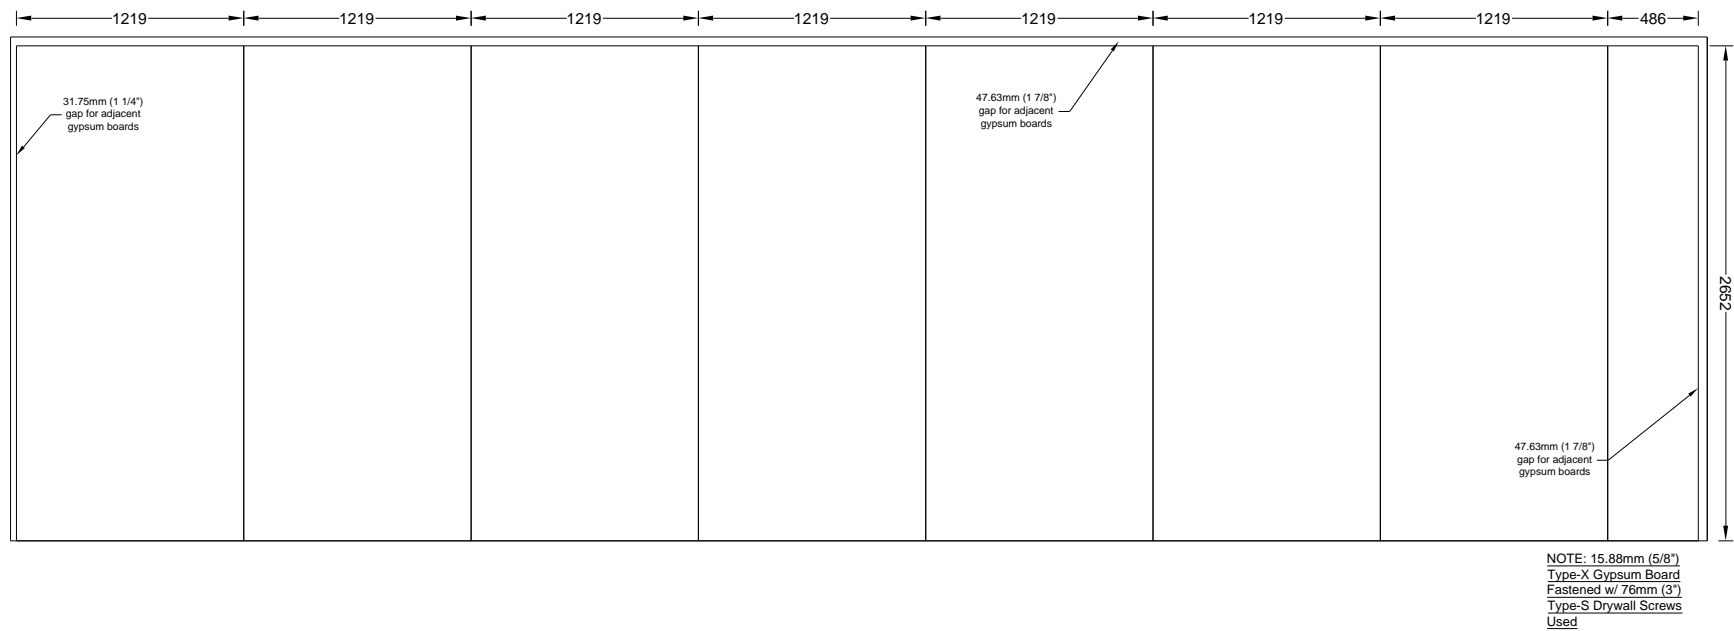 1219 1219 1219 1219 1219 1219 1219 486
31.75mm (1 1/4")
gap for adjacent
gypsum boards
47.63mm (1 7/8")
gap for adjacent
gypsum boards
2652
47.63mm (1 7/8")
gap for adjacent
gypsum boards
NOTE: 15.88mm (5/8")
Type-X Gypsum Board
Fastened w/ 76mm (3")
Type-S Drywall Screws
Used